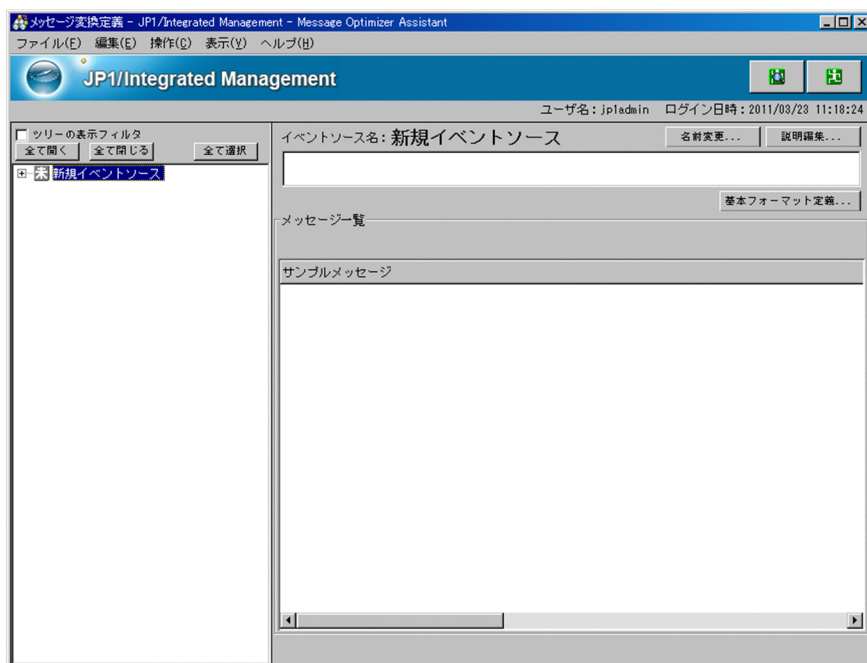 メッセージ変換定義 - JP1/Integrated Management - Message Optimizer Assistant
ファイル(F) 編集(E) 操作(C) 表示(V) ヘルプ(H)
JP1/Integrated Management
ユーザ名：jp1admin ログイン日時：2011/03/23 11:18:24
ツリーの表示フィルタ
全て開く 全て閉じる 全て選択
未 新規イベントソース
イベントソース名：新規イベントソース 名前変更... 説明編集...
基本フォーマット定義...
メッセージ一覧
サンプルメッセージ